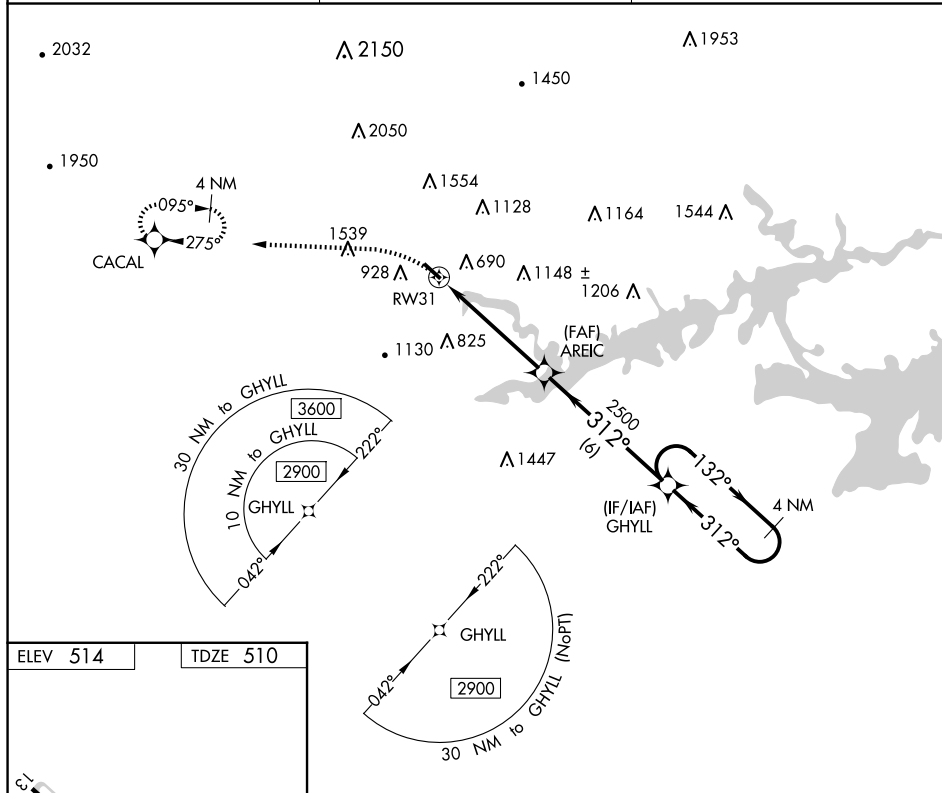 2032
2150
1953
1450
2050
1950
4 NM
1554
095°
1128
1164
1544
275°
1539
CACAL
690
928
1148 ±
1206
RW31
(FAF)
AREIC
825
1130
2500
312°
(6)
30 NM to GHYLL
3600
10 NM to GHYLL
2900
222°
GHYLL
042°
1447
132°
4 NM
(IF/IAF)
GHYLL
312°
222°
GHYLL
042°
2900
30 NM to GHYLL (NoPT)
ELEV 514
TDZE 510
13